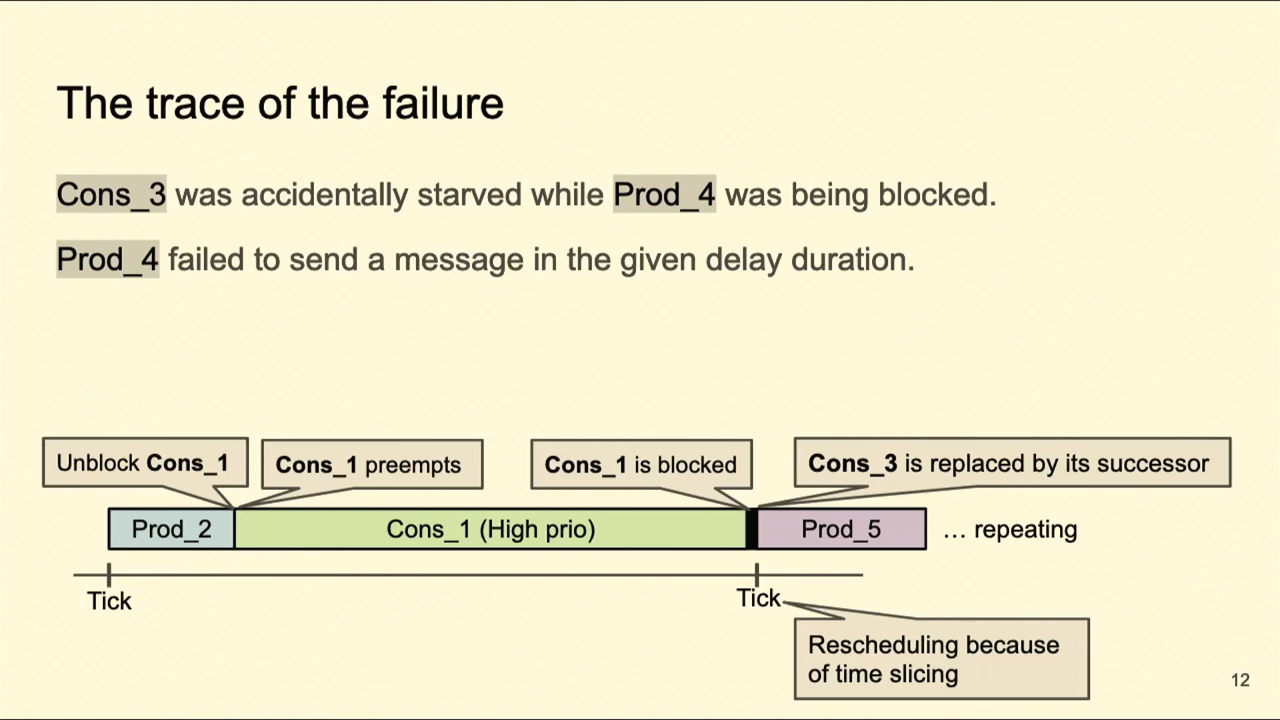 The trace of the failure
Cons_3 was accidentally starved while Prod_4 was being blocked.
Prod_4 failed to send a message in the given delay duration.
Unblock Cons_1
Cons_1 preempts
Cons_1 is blocked
Cons_3 is replaced by its successor
Prod_2
Cons_1 (High prio)
Prod_5
... repeating
Tick
Tick
Rescheduling because
of time slicing
12